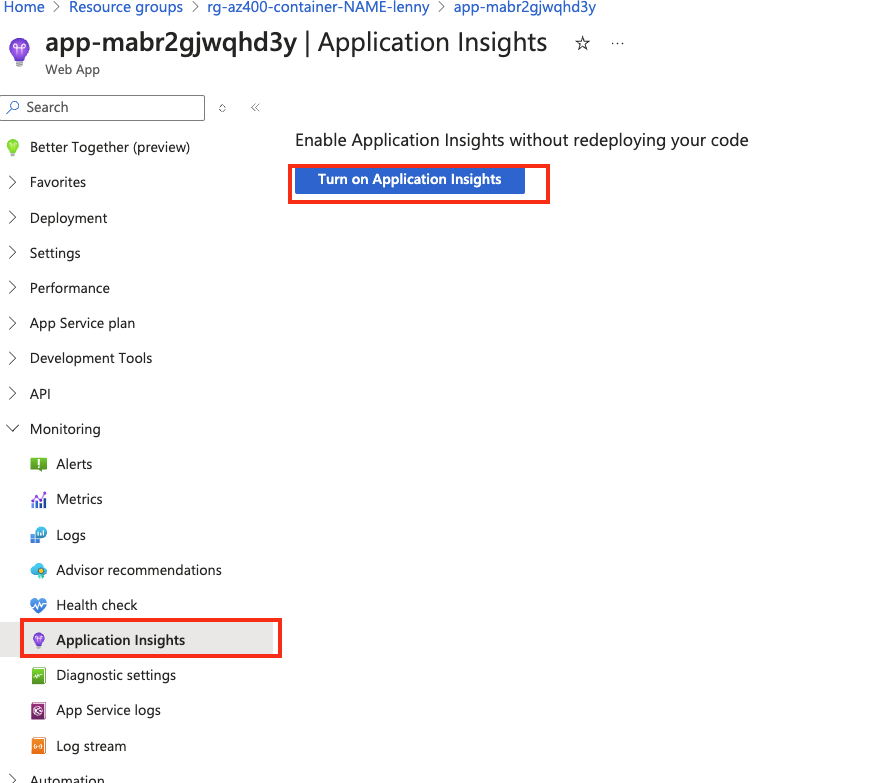 Home > Resource groups > rg-az400-container-NAME-lenny > app-mabr2gjwqhd3y
app-mabr2gjwqhd3y | Application Insights
Web App
Search
Enable Application Insights without redeploying your code
Turn on Application Insights
Better Together (preview)
Favorites
Deployment
Settings
Performance
App Service plan
Development Tools
API
Monitoring
Alerts
Metrics
Logs
Advisor recommendations
Health check
Application Insights
Diagnostic settings
App Service logs
Log stream
Automation